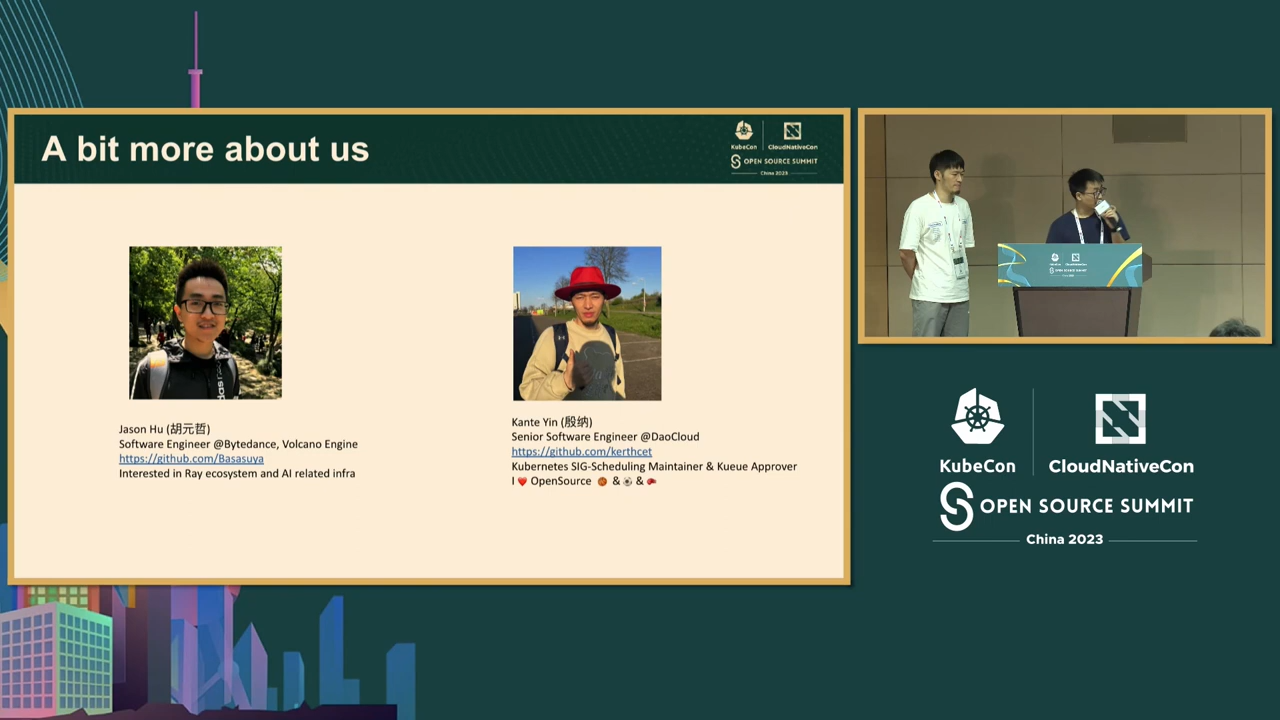 A bit more about us
KubeCon
CloudNativeCon
OPEN SOURCE SUMMIT
China 2023
Jason Hu (胡元哲)
Software Engineer @Bytedance, Volcano Engine
https://github.com/Basasuya
Interested in Ray ecosystem and AI related infra
Kante Yin (殷纳)
Senior Software Engineer @DaoCloud
https://github.com/kerthcet
Kubernetes SIG-Scheduling Maintainer & Kueue Approver
I ❤️ OpenSource 🏀 & ⚽ & 🥩
KubeCon
CloudNativeCon
OPEN SOURCE SUMMIT
China 2023